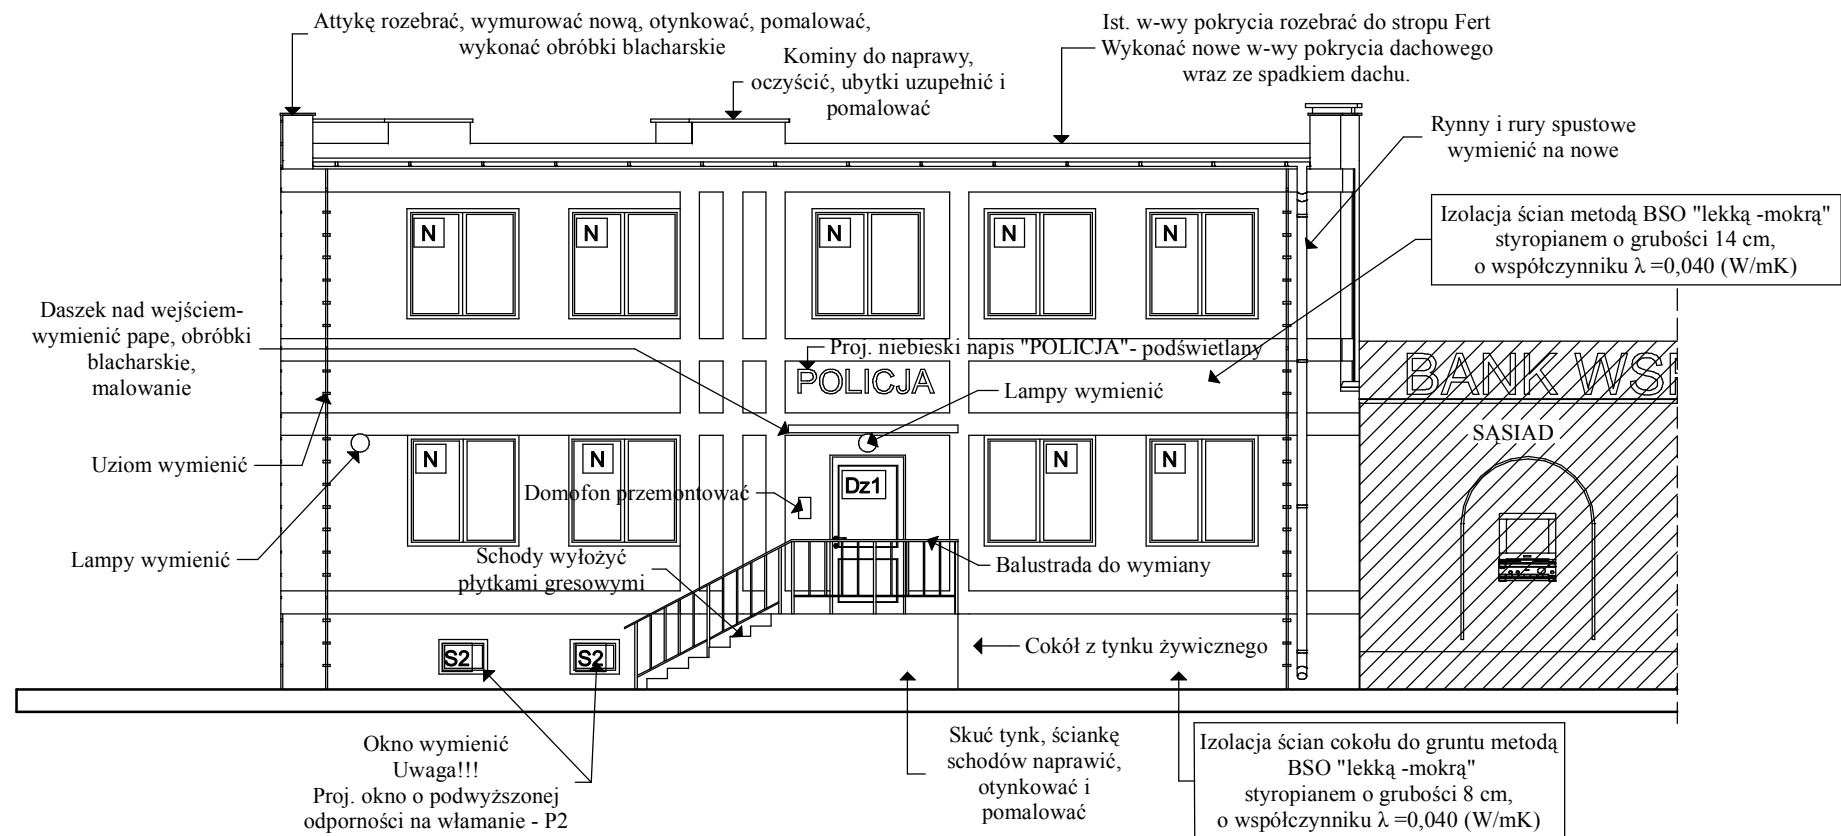 Attykę rozebrać, wymurować nową, otynkować, pomalować,
wykonać obróbki blacharskie
Kominy do naprawy,
oczyścić, ubytki uzupełnić i
pomalować
Ist. w-wy pokrycia rozebrać do stropu Fert
Wykonać nowe w-wy pokrycia dachowego
wraz ze spadkiem dachu.
Rynny i rury spustowe
wymienić na nowe
Izolacja ścian metodą BSO "lekką -mokrą"
styropianem o grubości 14 cm,
o współczynniku λ =0,040 (W/mK)
N
N
N
N
N
Daszek nad wejściem-
wymienić pape, obróbki
blacharskie,
malowanie
Proj. niebieski napis "POLICJA"- podświetlany
POLICJA
Lampy wymienić
BANK WSI
SĄSIAD
Uziom wymienić
N
N
N
N
Dz1
Domofon przemontować
Lampy wymienić
Schody wyłożyć
płytkami gresowymi
Balustrada do wymiany
S2
S2
Cokół z tynku żywicznego
Okno wymienić
Uwaga!!!
Proj. okno o podwyższonej
odporności na włamanie - P2
Skuć tynk, ściankę
schodów naprawić,
otynkować i
pomalować
Izolacja ścian cokołu do gruntu metodą
BSO "lekką -mokrą"
styropianem o grubości 8 cm,
o współczynniku λ =0,040 (W/mK)